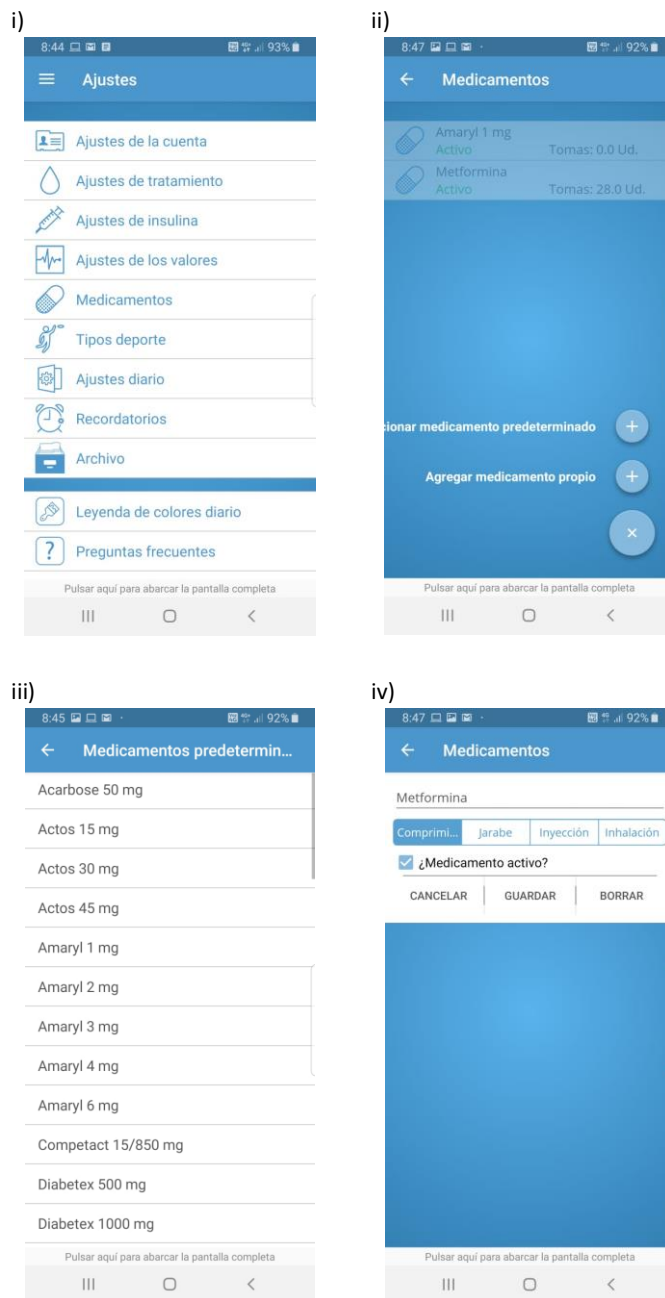 i)
8:44 93%
Ajustes
Ajustes de la cuenta
Ajustes de tratamiento
Ajustes de insulina
Ajustes de los valores
Medicamentos
Tipos deporte
Ajustes diario
Recordatorios
Archivo
Leyenda de colores diario
? Preguntas frecuentes
Pulsar aquí para abarcar la pantalla completa
ii)
8:47 92%
Medicamentos
Amaryl 1 mg
Activo Tomas: 0.0 Ud.
Metformina
Activo Tomas: 28.0 Ud.
cionar medicamento predeterminado
Agregar medicamento propio
Pulsar aquí para abarcar la pantalla completa
iii)
8:45 92%
Medicamentos predetermin...
Acarbose 50 mg
Actos 15 mg
Actos 30 mg
Actos 45 mg
Amaryl 1 mg
Amaryl 2 mg
Amaryl 3 mg
Amaryl 4 mg
Amaryl 6 mg
Competact 15/850 mg
Diabetex 500 mg
Diabetex 1000 mg
Pulsar aquí para abarcar la pantalla completa
iv)
8:47 92%
Medicamentos
Metformina
Comprimi... Jarabe Inyección Inhalación
¿Medicamento activo?
CANCELAR GUARDAR BORRAR
Pulsar aquí para abarcar la pantalla completa